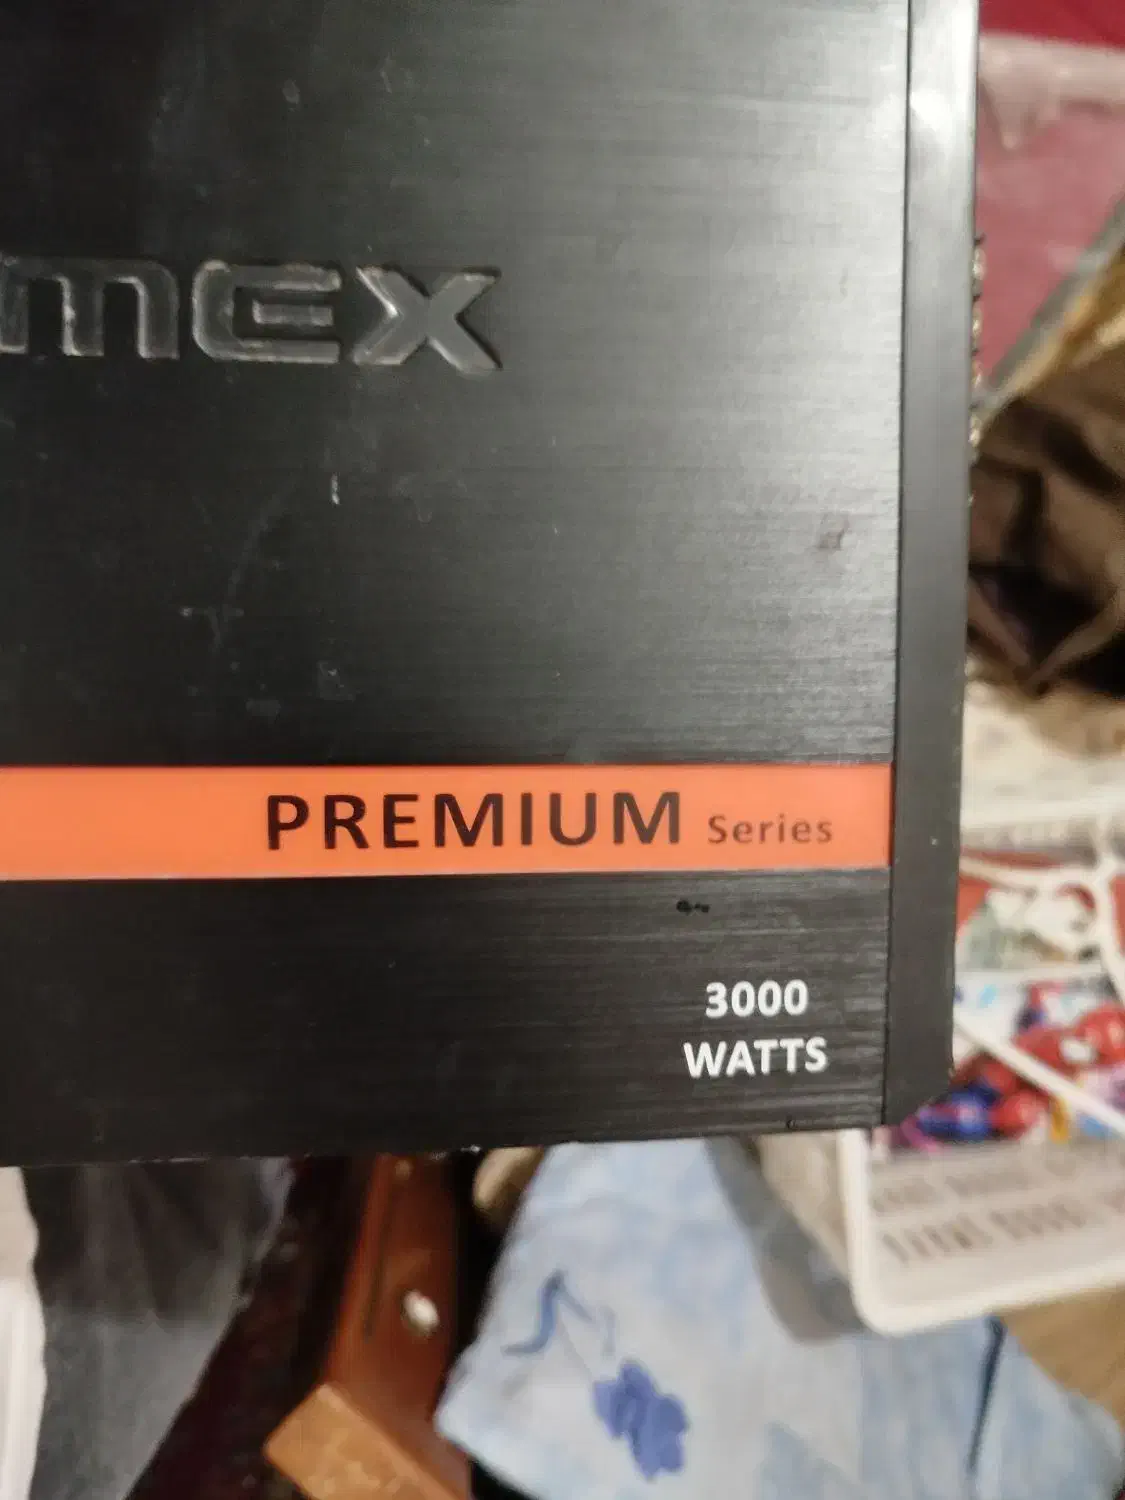 MEX
PREMIUM Series
3000
WATTS